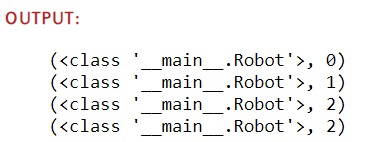 OUTPUT:
(<class '__main__.Robot'>, 0)
(<class '__main__.Robot'>, 1)
(<class '__main__.Robot'>, 2)
(<class '__main__.Robot'>, 2)